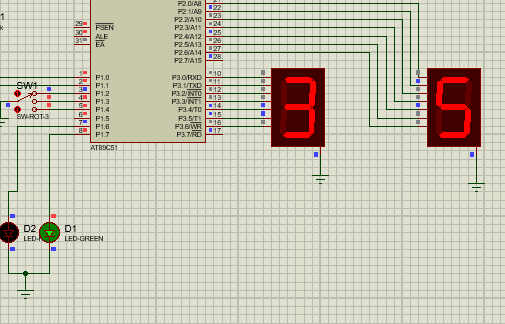 P2.0/A8
P2.1/A9 22
P2.2/A10 23
29 PSEN P2.3/A11 24
30 ALE P2.4/A12 25
31 EA P2.5/A13 26
P2.6/A14 27
P2.7/A15 28
SW1
1 P1.0 P3.0/RXD 10
2 P1.1 P3.1/TXD 11
3 P1.2 P3.2/INT0 12
4 P1.3 P3.3/INT1 13
5 P1.4 P3.4/T0 14
6 P1.5 P3.5/T1 15
7 P1.6 P3.6/WR 16
8 P1.7 P3.7/RD 17
SW-ROT-3
AT89C51
3 5
D2 D1
LED-GREEN